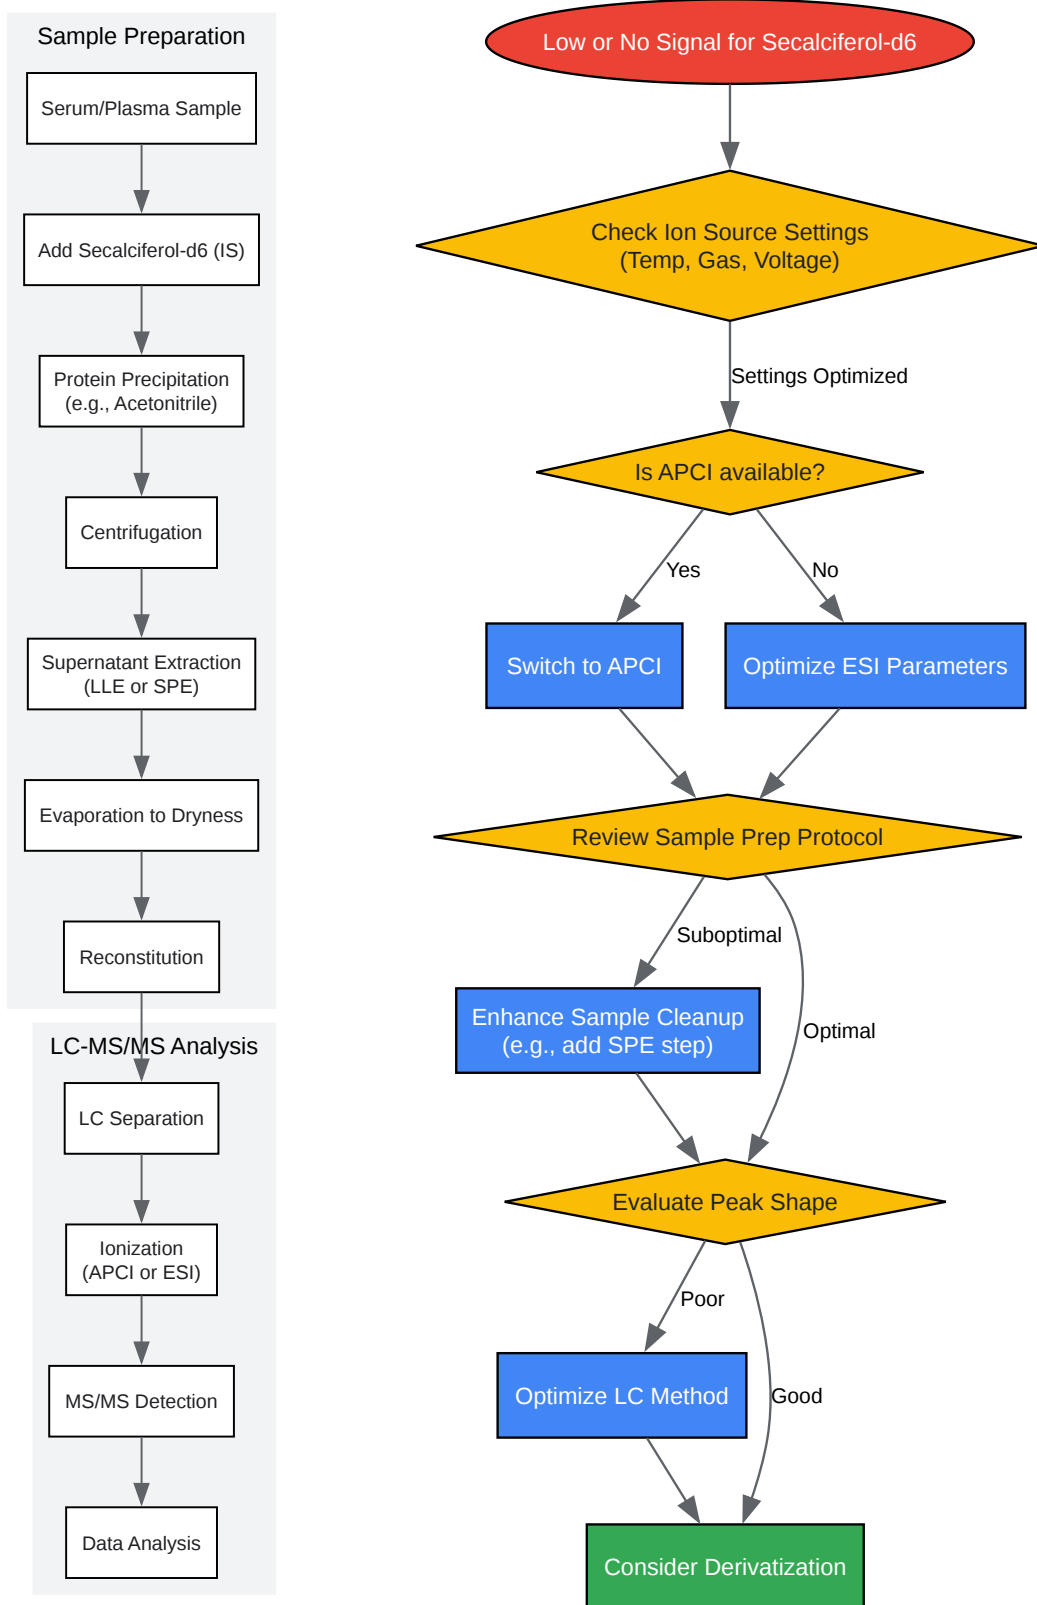 Sample Preparation
Serum/Plasma Sample
Add Secalciferol-d6 (IS)
Protein Precipitation
(e.g., Acetonitrile)
Centrifugation
Supernatant Extraction
(LLE or SPE)
Evaporation to Dryness
Reconstitution
LC-MS/MS Analysis
LC Separation
Ionization
(APCI or ESI)
MS/MS Detection
Data Analysis
Low or No Signal for Secalciferol-d6
Check Ion Source Settings
(Temp, Gas, Voltage)
Settings Optimized
Is APCI available?
Yes
No
Switch to APCI
Optimize ESI Parameters
Review Sample Prep Protocol
Suboptimal
Enhance Sample Cleanup
(e.g., add SPE step)
Optimal
Evaluate Peak Shape
Poor
Optimize LC Method
Good
Consider Derivatization